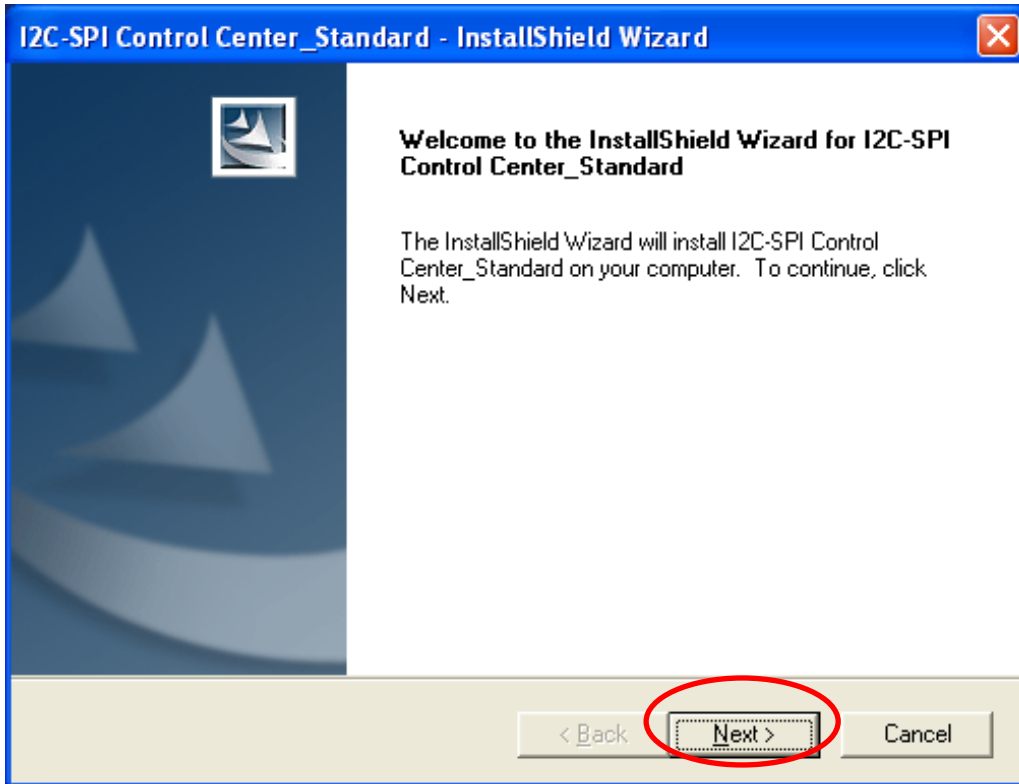 I2C-SPI Control Center_Standard - InstallShield Wizard
Welcome to the InstallShield Wizard for I2C-SPI
Control Center_Standard
The InstallShield Wizard will install I2C-SPI Control
Center_Standard on your computer.  To continue, click
Next.
< Back
Next >
Cancel